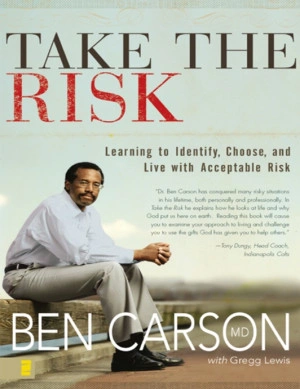 TAKE THE
RISK
Learning to Identify, Choose, and
Live with Acceptable Risk
"Dr. Ben Carson has conquered many risky situations
in his lifetime, both personally and professionally. In
Take the Risk he explains how he looks at life and why
God put us here on earth. Reading this book will cause
you to examine your approach to living and challenge
you to use the gifts God has given you to help others."
—Tony Dungy, Head Coach,
Indianapolis Colts
BEN CARSON MD
with Gregg Lewis